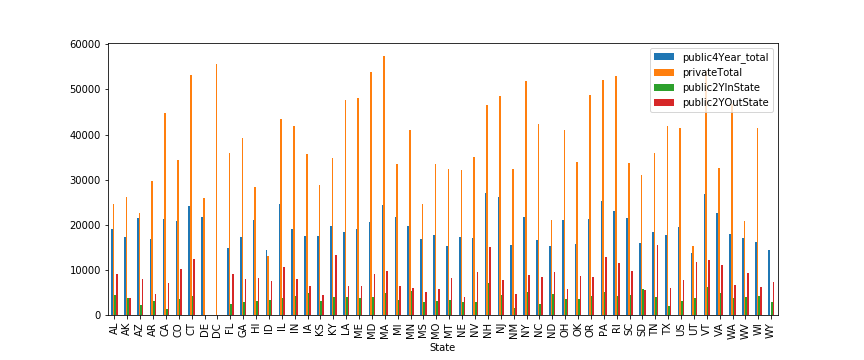 60000
50000
40000
30000
20000
10000
0
public4Year_total
privateTotal
public2YInState
public2YOutState
AL AK AZ AR CA CO CT DE DC FL GA HI ID IL IN IA KS KY LA ME MD MA MI MN MS MO MT NE NV NH NJ NM NY NC ND OH OK OR PA RI SC SD TN TX US UT VT VA WA WV WI WY
State